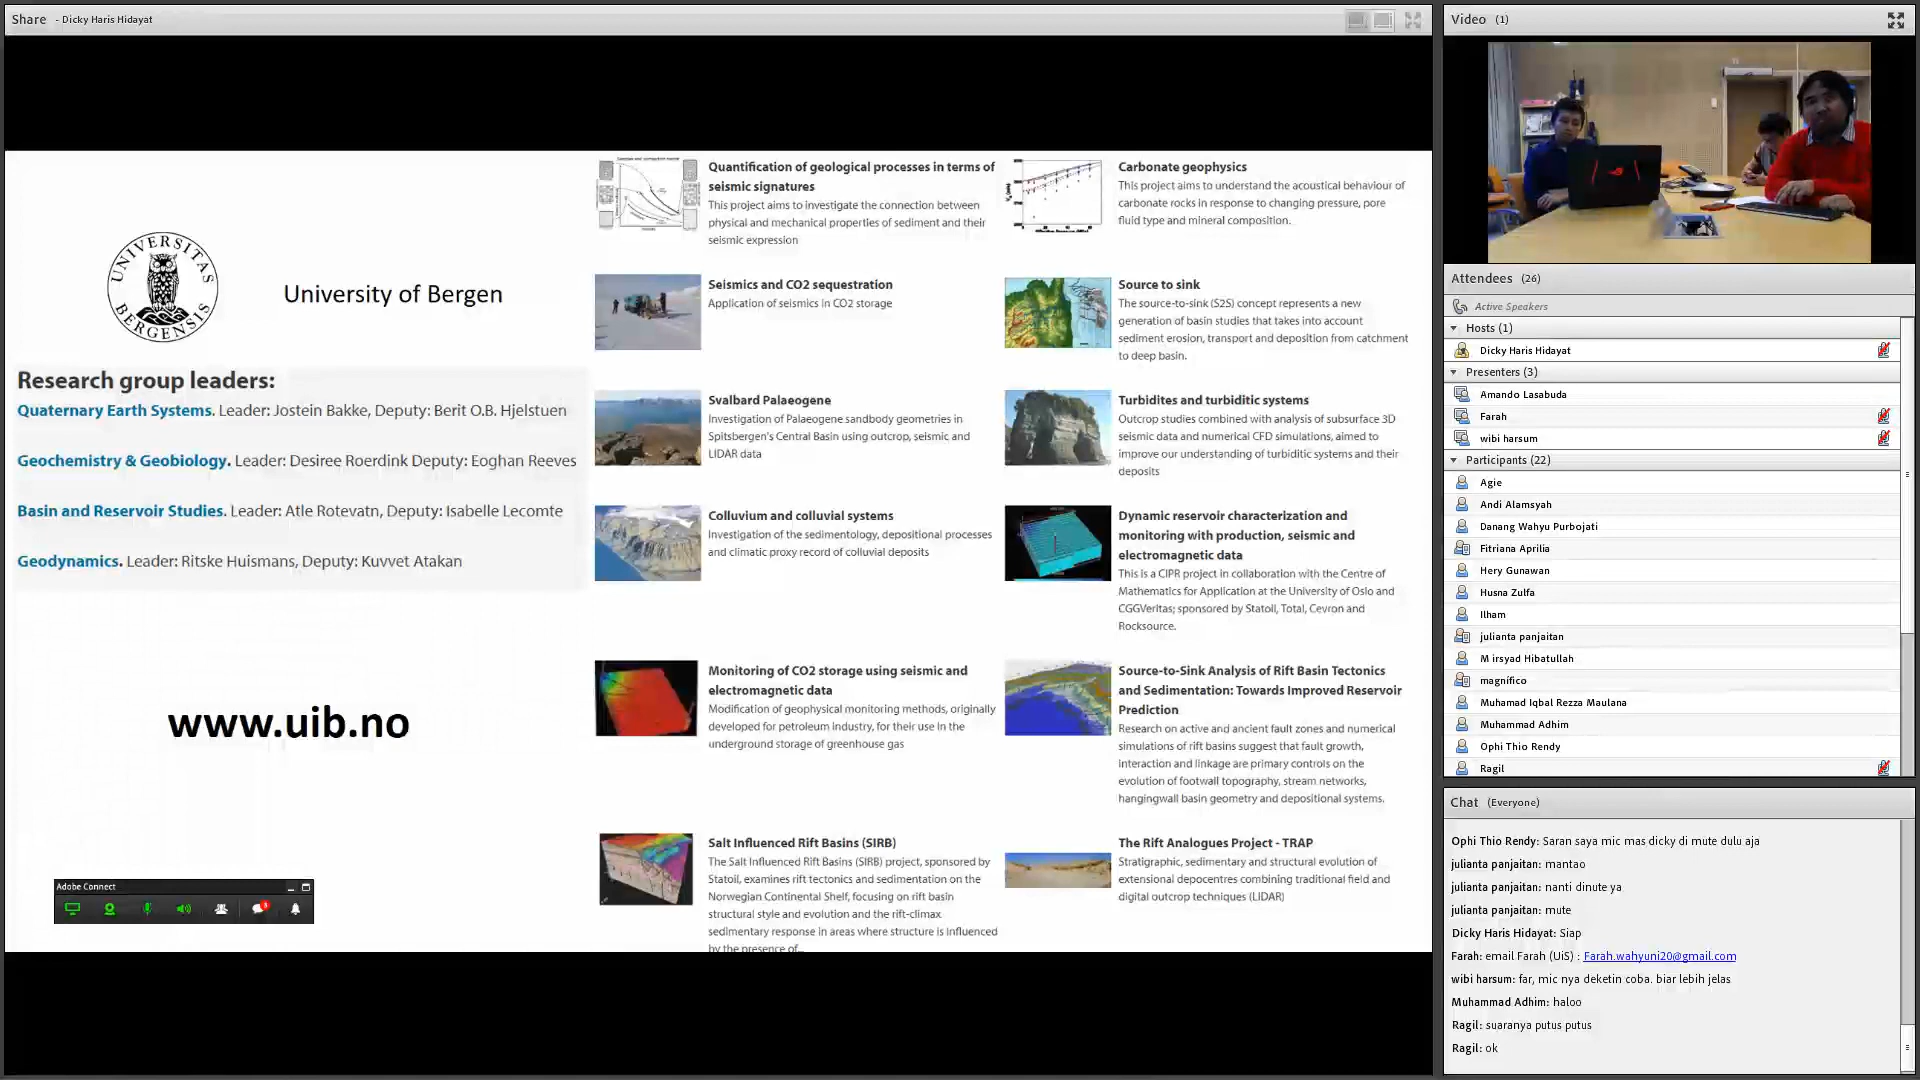 Share - Dicky Haris Hidayat
UNIVERSITAS BERGENSIS
University of Bergen
Research group leaders:
Quaternary Earth Systems. Leader: Jostein Bakke, Deputy: Berit O.B. Hjelstuen
Geochemistry & Geobiology. Leader: Desiree Roerdink Deputy: Eoghan Reeves
Basin and Reservoir Studies. Leader: Atle Rotevatn, Deputy: Isabelle Lecomte
Geodynamics. Leader: Ritske Huismans, Deputy: Kuvvet Atakan
www.uib.no
Adobe Connect
Quantification of geological processes in terms of
seismic signatures
This project aims to investigate the connection between
physical and mechanical properties of sediment and their
seismic expression
Seismics and CO2 sequestration
Application of seismics in CO2 storage
Svalbard Palaeogene
Investigation of Palaeogene sandbody geometries in
Spitsbergen's Central Basin using outcrop, seismic and
LIDAR data
Colluvium and colluvial systems
Investigation of the sedimentology, depositional processes
and climatic proxy record of colluvial deposits
Monitoring of CO2 storage using seismic and
electromagnetic data
Modification of geophysical monitoring methods, originally
developed for petroleum industry, for their use in the
underground storage of greenhouse gas
Salt Influenced Rift Basins (SIRB)
The Salt Influenced Rift Basins (SIRB) project, sponsored by
Statoil, examines rift tectonics and sedimentation on the
Norwegian Continental Shelf, focusing on rift basin
structural style and evolution and the rift-climax
sedimentary response in areas where structure is influenced
by the presence of...
Carbonate geophysics
This project aims to understand the acoustical behaviour of
carbonate rocks in response to changing pressure, pore
fluid type and mineral composition.
Source to sink
The source-to-sink (S2S) concept represents a new
generation of basin studies that takes into account
sediment erosion, transport and deposition from catchment
to deep basin.
Turbidites and turbiditic systems
Outcrop studies combined with analysis of subsurface 3D
seismic data and numerical CFD simulations, aimed to
improve our understanding of turbiditic systems and their
deposits
Dynamic reservoir characterization and
monitoring with production, seismic and
electromagnetic data
This is a CIPR project in collaboration with the Centre of
Mathematics for Application at the University of Oslo and
CGGVeritas; sponsored by Statoil, Total, Cevron and
Rocksource.
Source-to-Sink Analysis of Rift Basin Tectonics
and Sedimentation: Towards Improved Reservoir
Prediction
Research on active and ancient fault zones and numerical
simulations of rift basins suggest that fault growth,
interaction and linkage are primary controls on the
evolution of footwall topography, stream networks,
hangingwall basin geometry and depositional systems.
The Rift Analogues Project - TRAP
Stratigraphic, sedimentary and structural evolution of
extensional depocentres combining traditional field and
digital outcrop techniques (LIDAR)
Video (1)
Attendees (26)
Active Speakers
Hosts (1)
Dicky Haris Hidayat
Presenters (3)
Amando Lasabuda
Farah
wibi harsum
Participants (22)
Agie
Andi Alamsyah
Danang Wahyu Purbojati
Fitriana Aprilia
Hery Gunawan
Husna Zulfa
Ilham
julianta panjaitan
M irsyad Hibatullah
magnífico
Muhamad Iqbal Rezza Maulana
Muhammad Adhim
Ophi Thio Rendy
Ragil
Chat (Everyone)
Ophi Thio Rendy: Saran saya mic mas dicky di mute dulu aja
julianta panjaitan: mantao
julianta panjaitan: nanti dinute ya
julianta panjaitan: mute
Dicky Haris Hidayat: Siap
Farah: email Farah (UiS) : Farah.wahyuni20@gmail.com
wibi harsum: far, mic nya deketin coba. biar lebih jelas
Muhammad Adhim: haloo
Ragil: suaranya putus putus
Ragil: ok